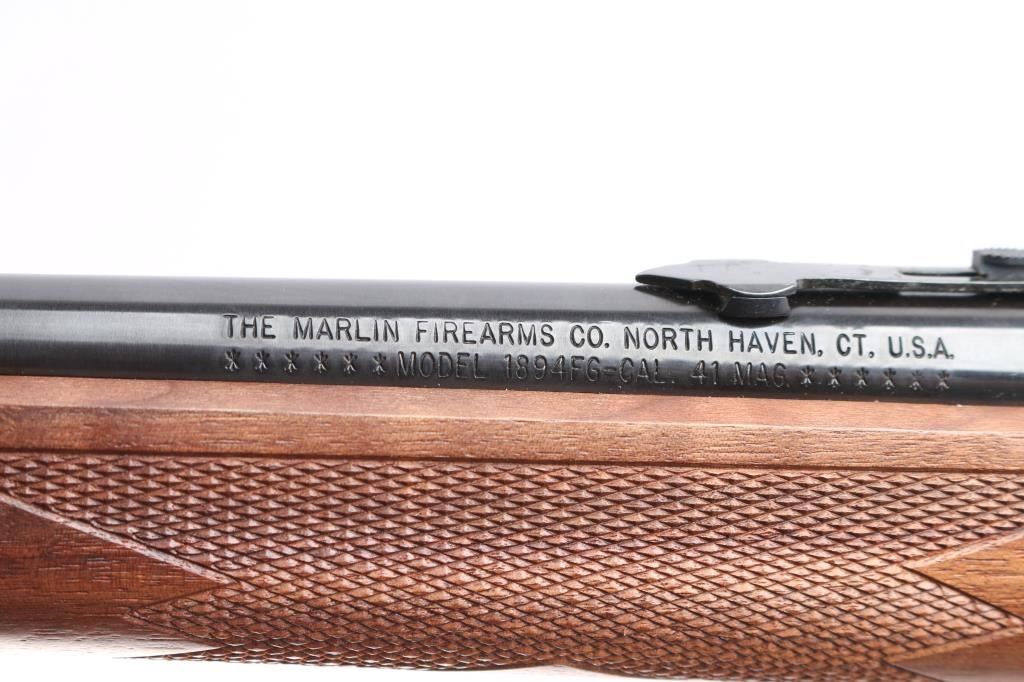 THE MARLIN FIREARMS CO. NORTH HAVEN, CT. U.S.A.
******MODEL 1894FG-CAL. 41 MAG.******